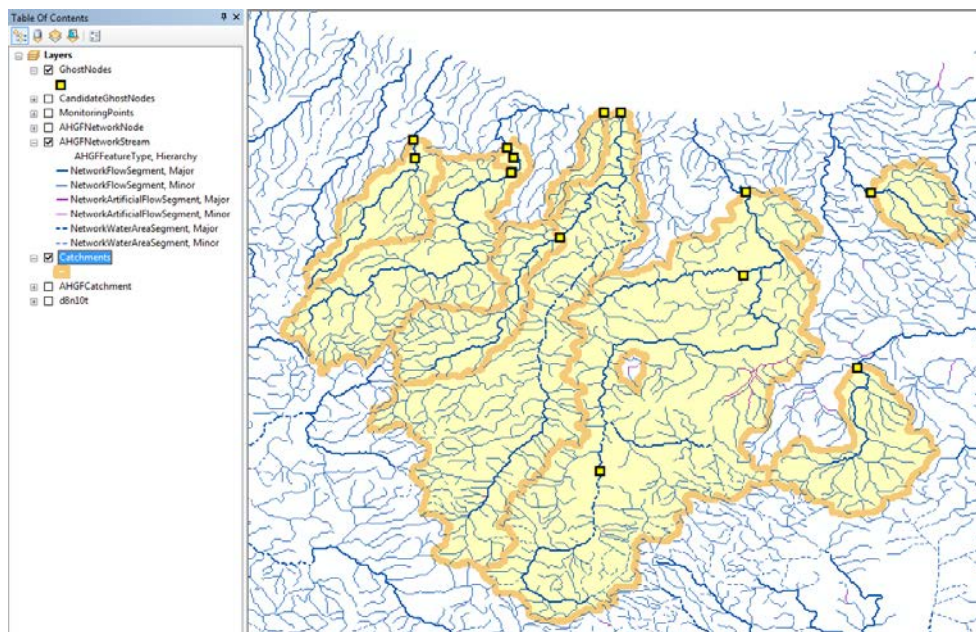 Table Of Contents
Layers
GhostNodes
CandidateGhostNodes
MonitoringPoints
AHGFNetworkNode
AHGFNetworkStream
AHGFFeatureType, Hierarchy
NetworkFlowSegment, Major
NetworkFlowSegment, Minor
NetworkArtificialFlowSegment, Major
NetworkArtificialFlowSegment, Minor
NetworkWaterAreaSegment, Major
NetworkWaterAreaSegment, Minor
Catchments
AHGFCatchment
d8n10t